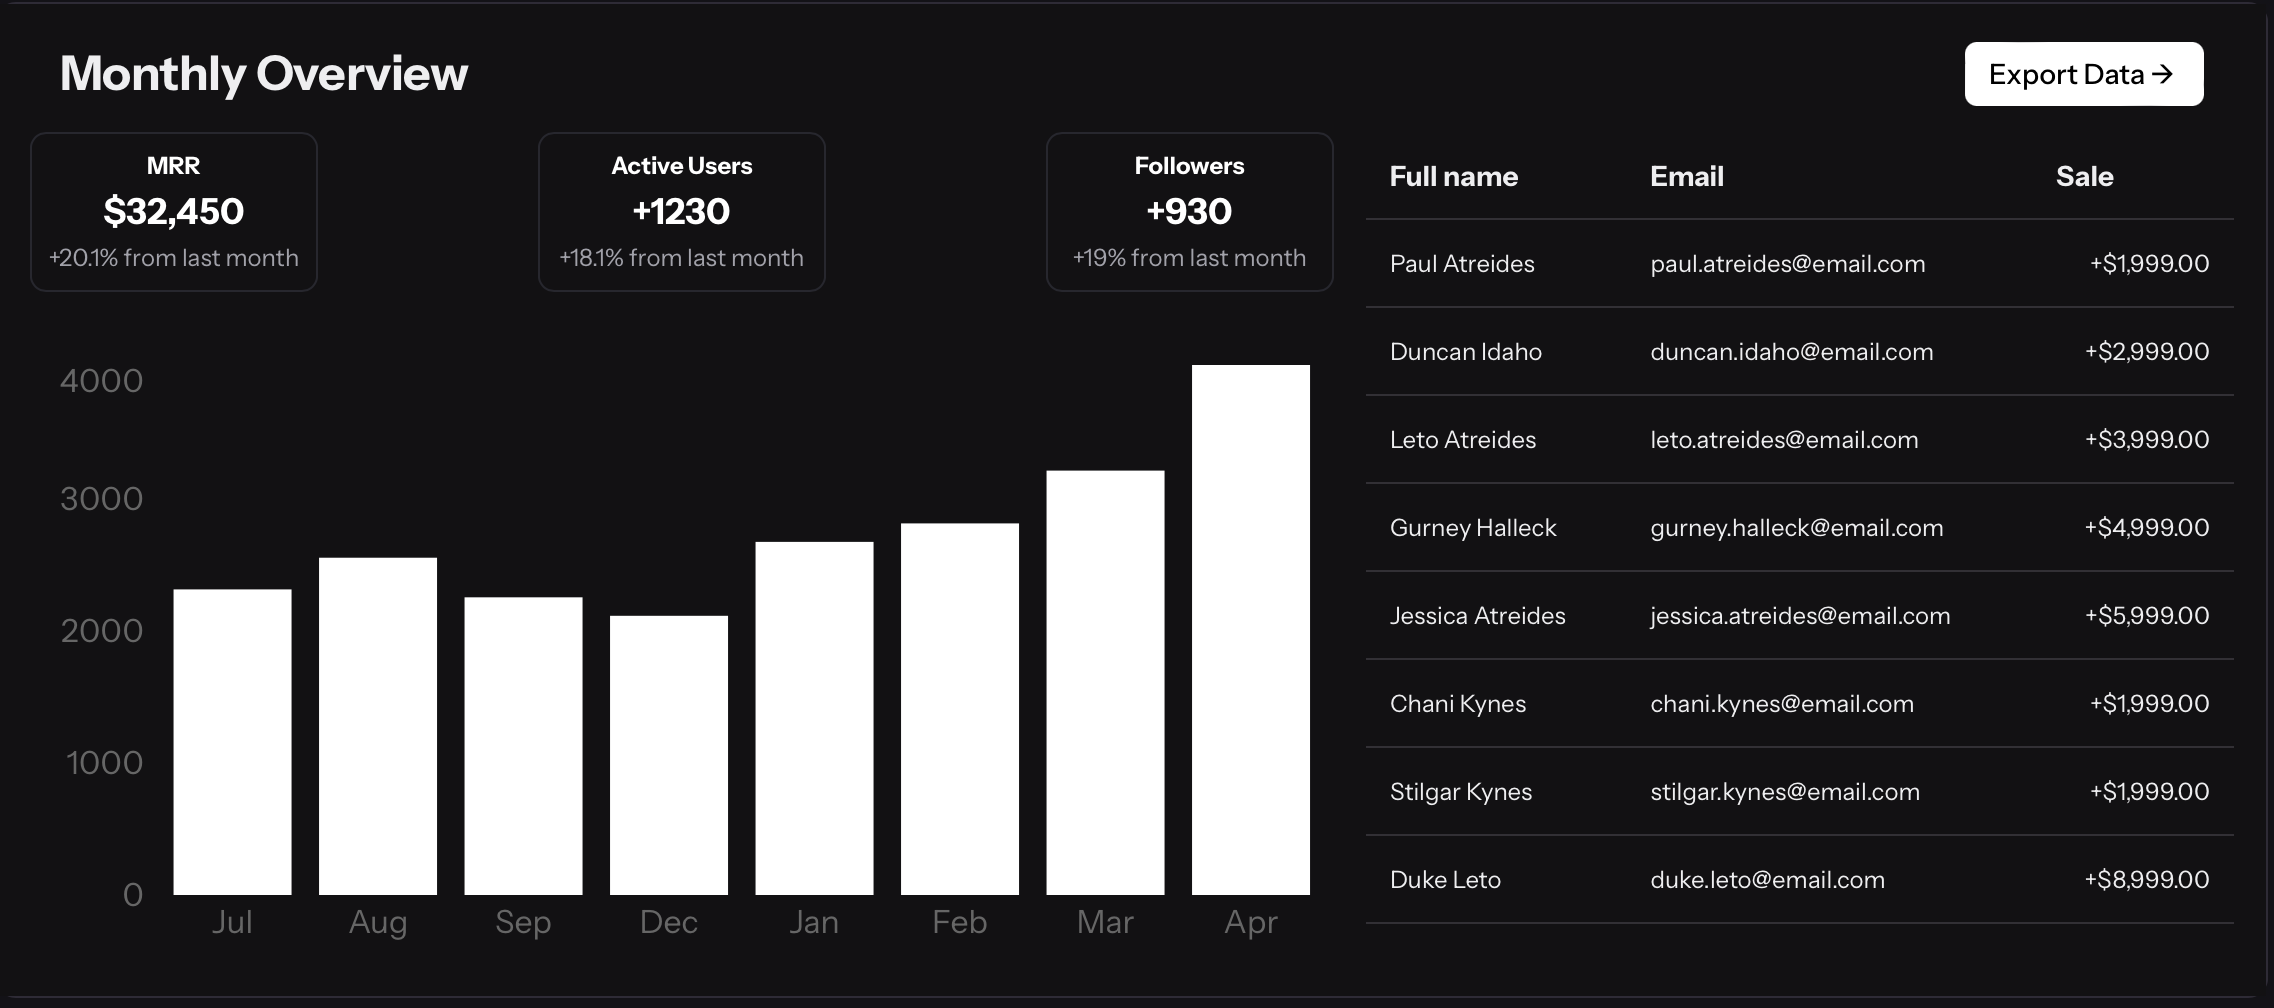 Monthly Overview
Export Data →
MRR
$32,450
+20.1% from last month
Active Users
+1230
+18.1% from last month
Followers
+930
+19% from last month
4000
3000
2000
1000
0
Jul Aug Sep Dec Jan Feb Mar Apr
Full name Email Sale
Paul Atreides paul.atreides@email.com +$1,999.00
Duncan Idaho duncan.idaho@email.com +$2,999.00
Leto Atreides leto.atreides@email.com +$3,999.00
Gurney Halleck gurney.halleck@email.com +$4,999.00
Jessica Atreides jessica.atreides@email.com +$5,999.00
Chani Kynes chani.kynes@email.com +$1,999.00
Stilgar Kynes stilgar.kynes@email.com +$1,999.00
Duke Leto duke.leto@email.com +$8,999.00